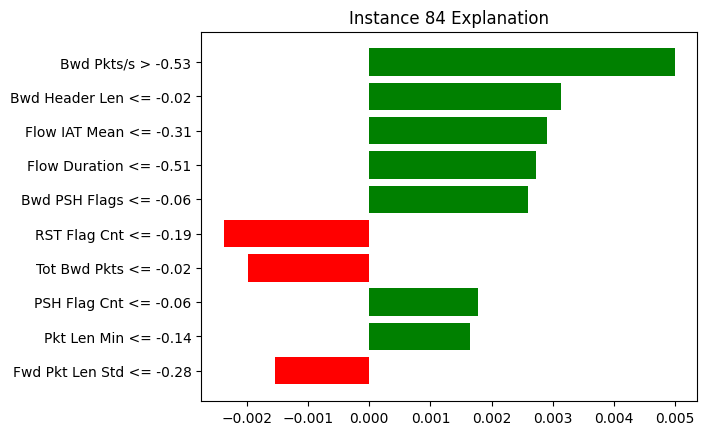 Instance 84 Explanation
Bwd Pkts/s > -0.53
Bwd Header Len <= -0.02
Flow IAT Mean <= -0.31
Flow Duration <= -0.51
Bwd PSH Flags <= -0.06
RST Flag Cnt <= -0.19
Tot Bwd Pkts <= -0.02
PSH Flag Cnt <= -0.06
Pkt Len Min <= -0.14
Fwd Pkt Len Std <= -0.28
−0.002 −0.001 0.000 0.001 0.002 0.003 0.004 0.005